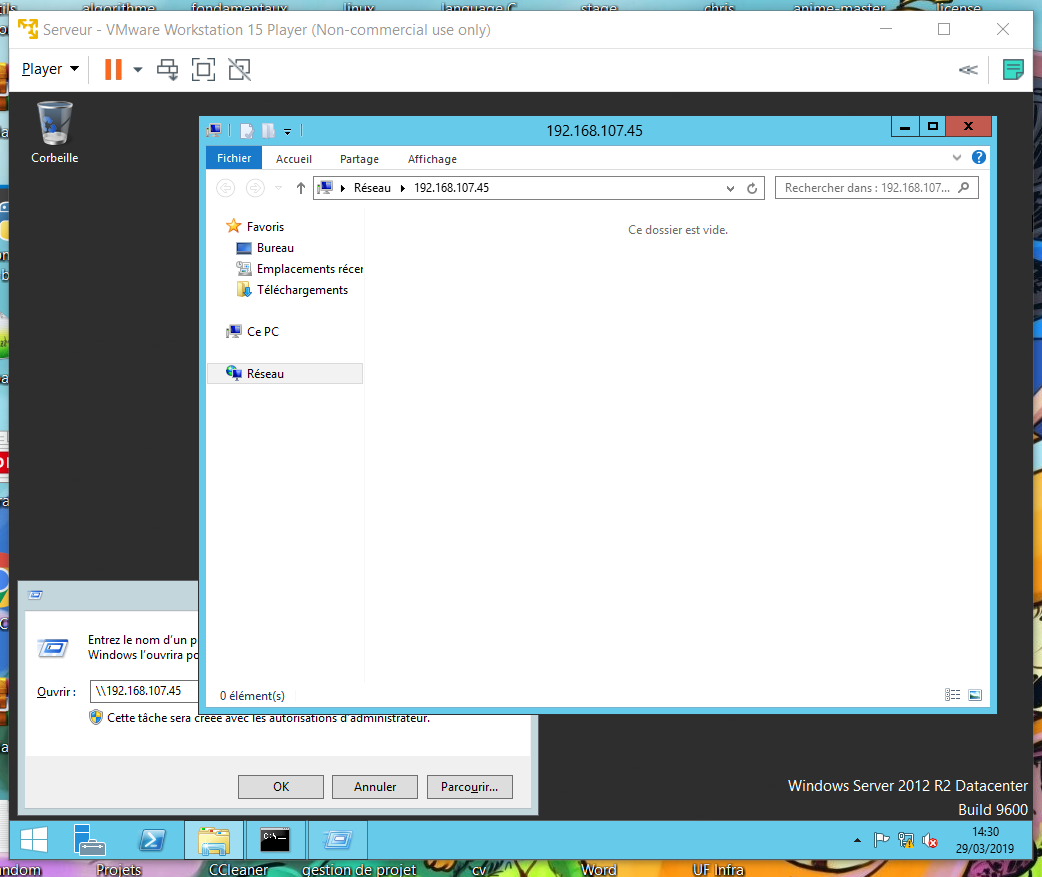 algorithme
fondamentaux
linux
language C
stage
chris
anime-master
license
Serveur - VMware Workstation 15 Player (Non-commercial use only)
Player
Corbeille
192.168.107.45
Fichier
Accueil
Partage
Affichage
Réseau
192.168.107.45
Rechercher dans : 192.168.107...
Favoris
Bureau
Emplacements récer
Téléchargements
Ce PC
Réseau
Ce dossier est vide.
0 élément(s)
Entrez le nom d'un p
Windows l'ouvrira po
Ouvrir :
\\192.168.107.45
Cette tâche sera créée avec les autorisations d'administrateur.
OK
Annuler
Parcourir...
Windows Server 2012 R2 Datacenter
Build 9600
C:\_
14:30
29/03/2019
ndom
Projets
CCleaner
gestion de projet
cv
Word
UF Infra